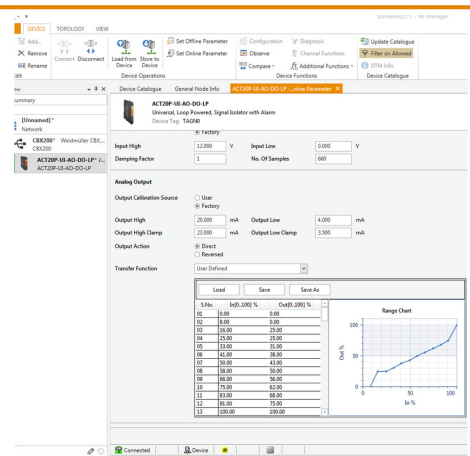 (Unnamed) * - WI-Manager
DEVICE TOPOLOGY VIEW
Add...
Remove
Rename
Connect Disconnect
Load from Device
Store to Device
Set Offline Parameter
Set Online Parameter
Configuration
Diagnosis
Observe
Channel Functions
Compare
Additional Functions
Update Catalogue
Filter on Allowed
DTM Info
Device Operations
Device Functions
Device Catalogue
Device Catalogue General Node Info ACT20P-UI-AO-DO-LP
ummary
[Unnamed]*
Network
CBX200* Weidmüller CBX,...
CBX200
ACT20P-UI-AO-DO-LP* /...
ACT20P-UI-AO-DO-LP
ACT20P-UI-AO-DO-LP
Universal, Loop Powered, Signal Isolator with Alarm
Device Tag: TAGN0
Factory
Input High 12.000 V Input Low 0.000 V
Damping Factor 1 No. Of Samples 660
Analog Output
Output Calibration Source User
Factory
Output High 20.000 mA Output Low 4.000 mA
Output High Clamp 23.000 mA Output Low Clamp 3.500 mA
Output Action Direct
Reversed
Transfer Function User Defined
Load Save Save As
S.No. In[0..100] % Out[0..100] %
01 0.00 0.00
02 8.00 0.00
03 16.00 25.00
04 25.00 25.00
05 33.00 31.00
06 41.00 38.00
07 50.00 43.00
08 58.00 50.00
09 66.00 56.00
10 75.00 62.00
11 83.00 68.00
12 91.00 75.00
13 100.00 100.00
Range Chart
Out %
100
50
0
0 50 100
In %
Connected Device